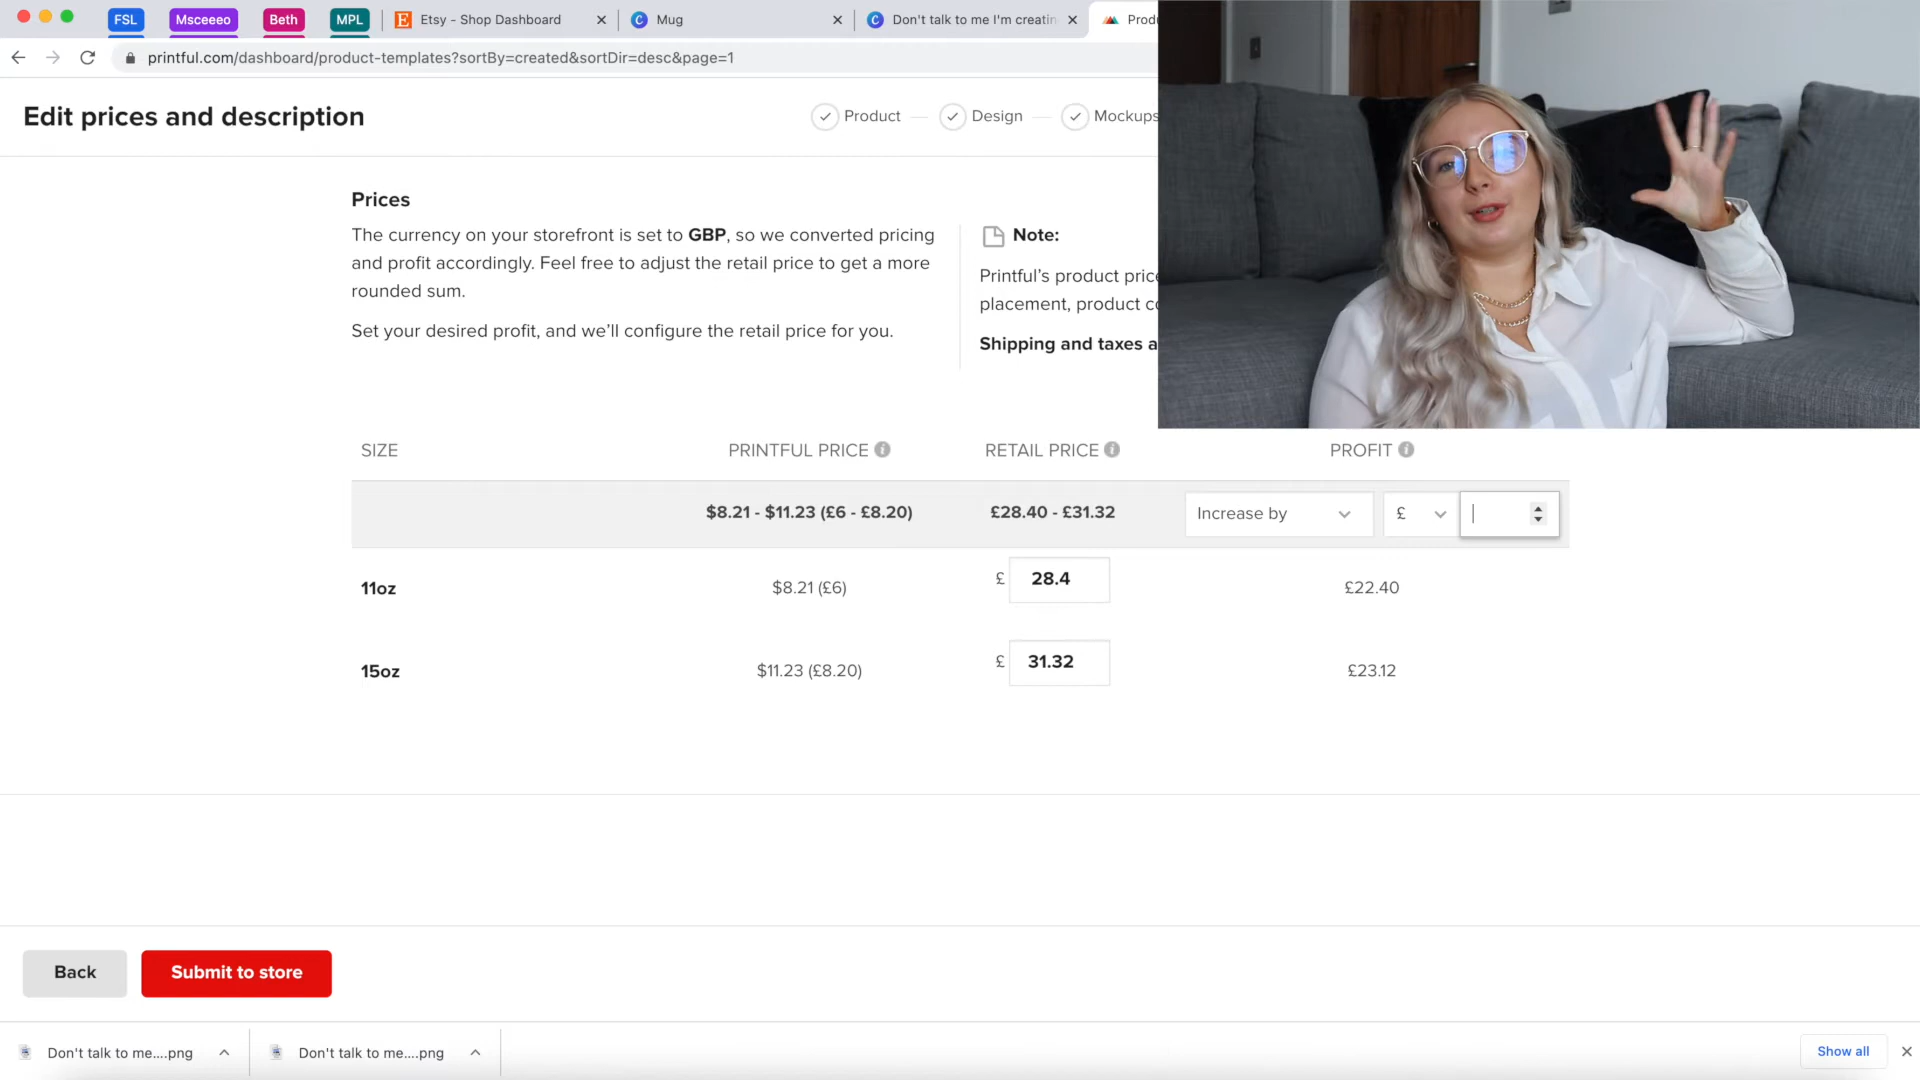 FSL Msceeeo Beth MPL Etsy - Shop Dashboard Mug Don't talk to me I'm creatin Produ
printful.com/dashboard/product-templates?sortBy=created&sortDir=desc&page=1
Edit prices and description
Product Design Mockups
Prices
The currency on your storefront is set to GBP, so we converted pricing
and profit accordingly. Feel free to adjust the retail price to get a more
rounded sum.
Set your desired profit, and we'll configure the retail price for you.
Note:
Printful's product price
placement, product co
Shipping and taxes a
SIZE PRINTFUL PRICE RETAIL PRICE PROFIT
$8.21 - $11.23 (£6 - £8.20) £28.40 - £31.32 Increase by £
11oz $8.21 (£6) £ 28.4 £22.40
15oz $11.23 (£8.20) £ 31.32 £23.12
Back Submit to store
Don't talk to me....png Don't talk to me....png Show all